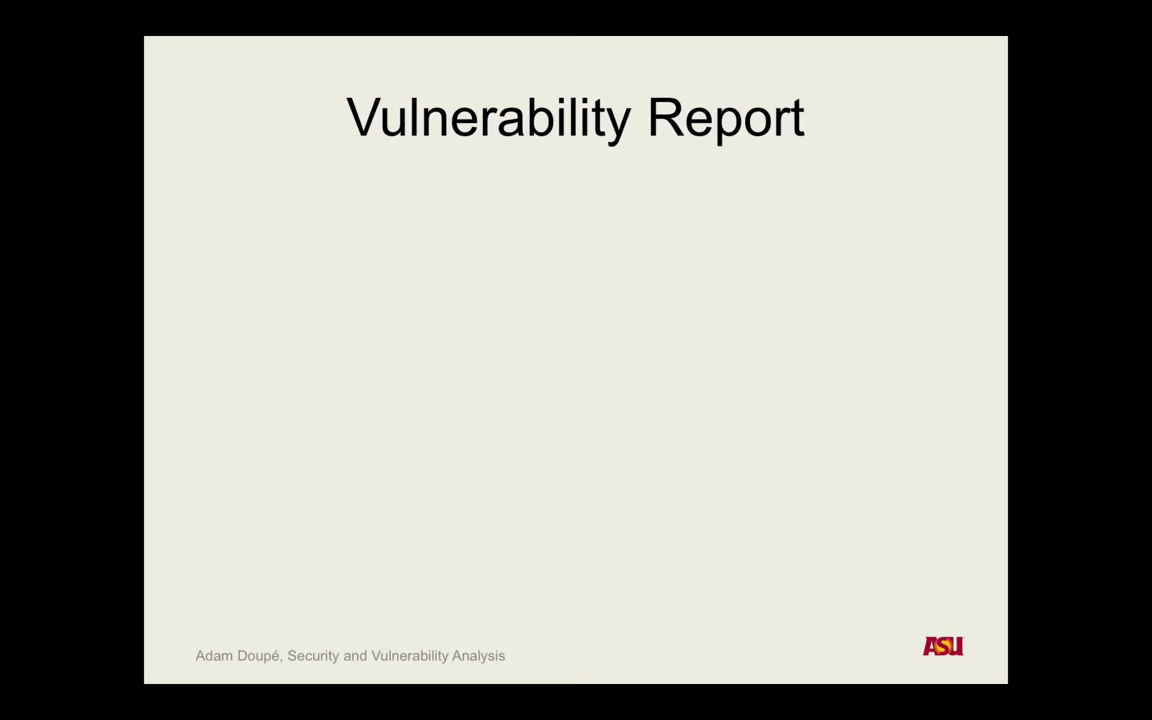 Vulnerability Report
Adam Doupé, Security and Vulnerability Analysis
ASU